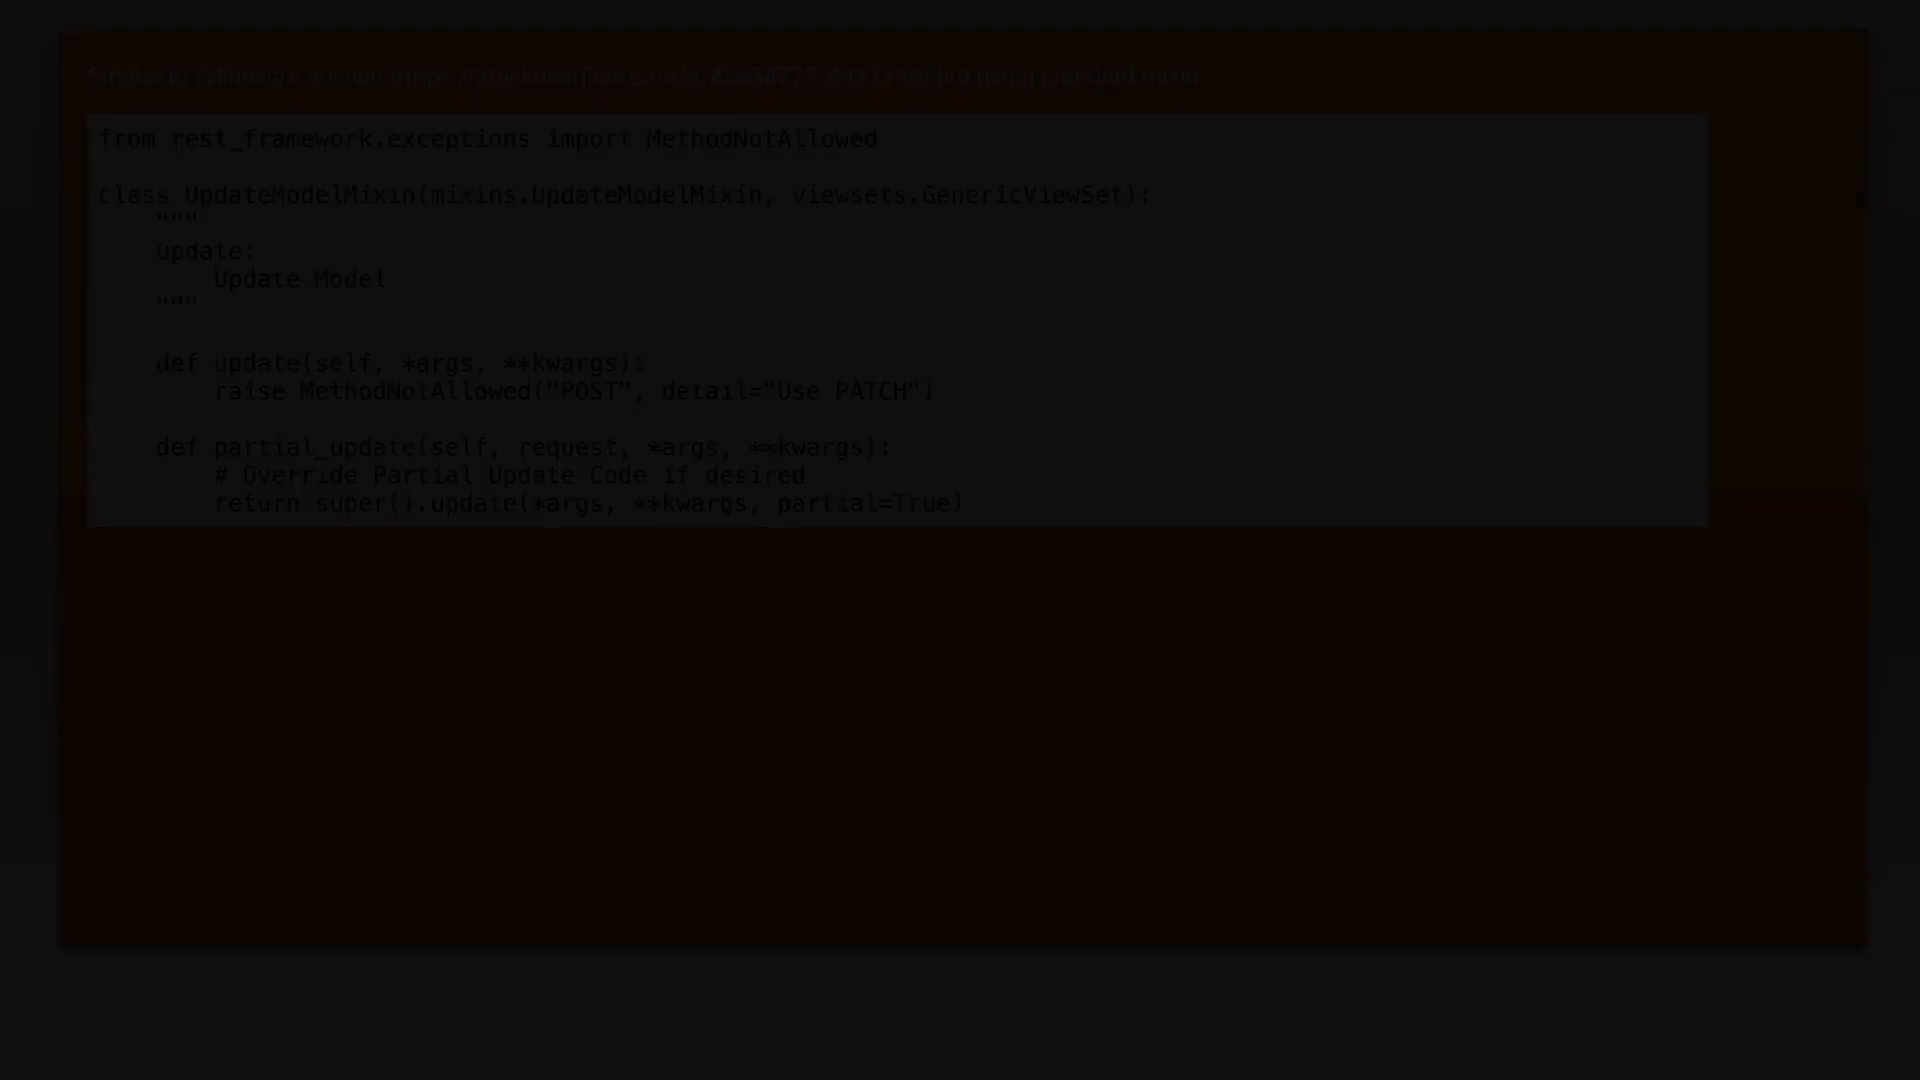 from rest_framework.exceptions import MethodNotAllowed
class UpdateModelMixin(mixins.UpdateModelMixin, viewsets.GenericViewSet):
    """
    update:
        Update Model
    """
    def update(self, *args, **kwargs):
        raise MethodNotAllowed("POST", detail="Use PATCH")
    def partial_update(self, request, *args, **kwargs):
        # Override Partial Update Code if desired
        return super().update(*args, **kwargs, partial=True)